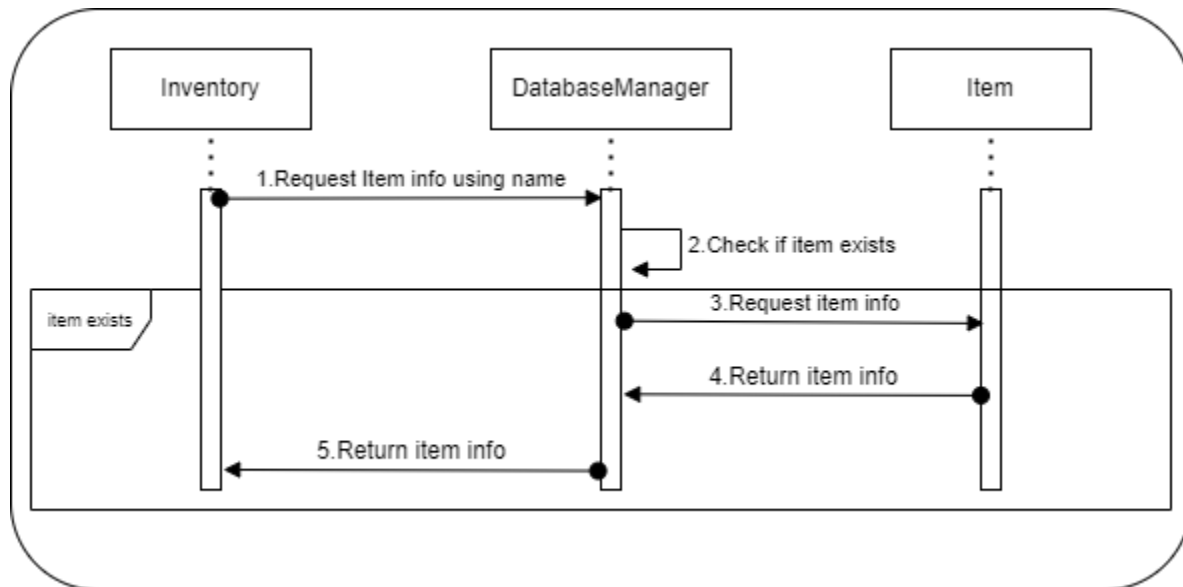 Inventory
DatabaseManager
Item
1.Request Item info using name
2.Check if item exists
item exists
3.Request item info
4.Return item info
5.Return item info